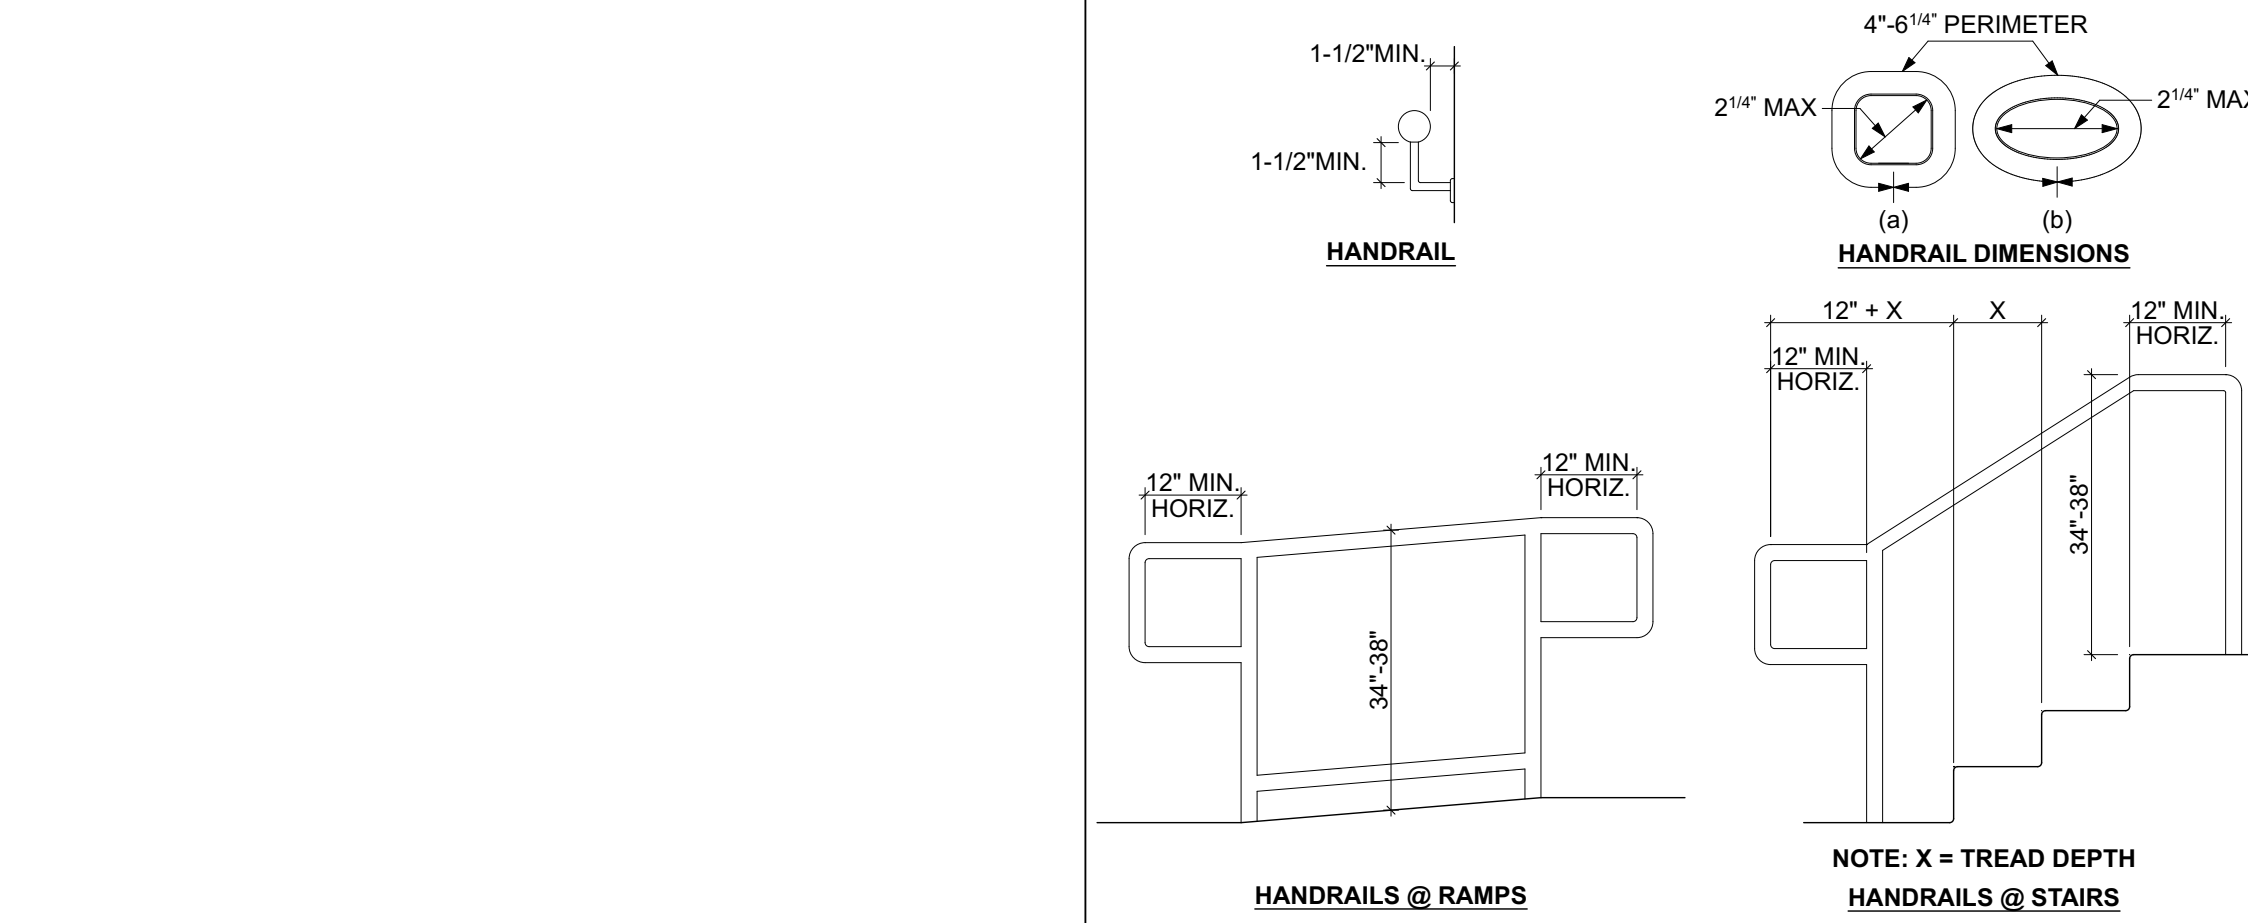 1-1/2"MIN.
1-1/2"MIN.
HANDRAIL
4"-6 1/4" PERIMETER
2 1/4" MAX
2 1/4" MAX
(a)
(b)
HANDRAIL DIMENSIONS
12" MIN.
HORIZ.
12" MIN.
HORIZ.
34"-38"
HANDRAILS @ RAMPS
12" + X
X
12" MIN.
HORIZ.
12" MIN.
HORIZ.
34"-38"
NOTE: X = TREAD DEPTH
HANDRAILS @ STAIRS